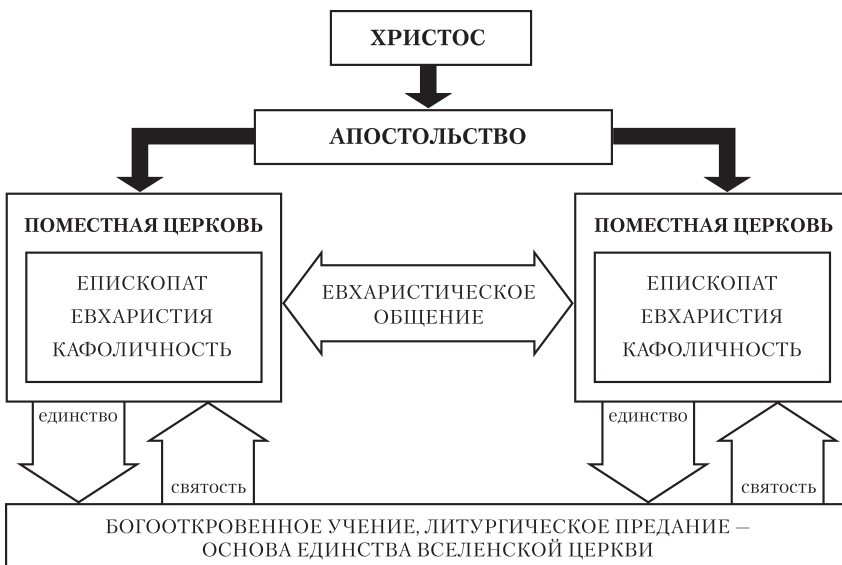 ХРИСТОС
АПОСТОЛЬСТВО
ПОМЕСТНАЯ ЦЕРКОВЬ
ЕПИСКОПАТ
ЕВХАРИСТИЯ
КАФОЛИЧНОСТЬ
ЕВХАРИСТИЧЕСКОЕ
ОБЩЕНИЕ
ПОМЕСТНАЯ ЦЕРКОВЬ
ЕПИСКОПАТ
ЕВХАРИСТИЯ
КАФОЛИЧНОСТЬ
единство
святость
единство
святость
БОГООТКРОВЕННОЕ УЧЕНИЕ, ЛИТУРГИЧЕСКОЕ ПРЕДАНИЕ –
ОСНОВА ЕДИНСТВА ВСЕЛЕНСКОЙ ЦЕРКВИ